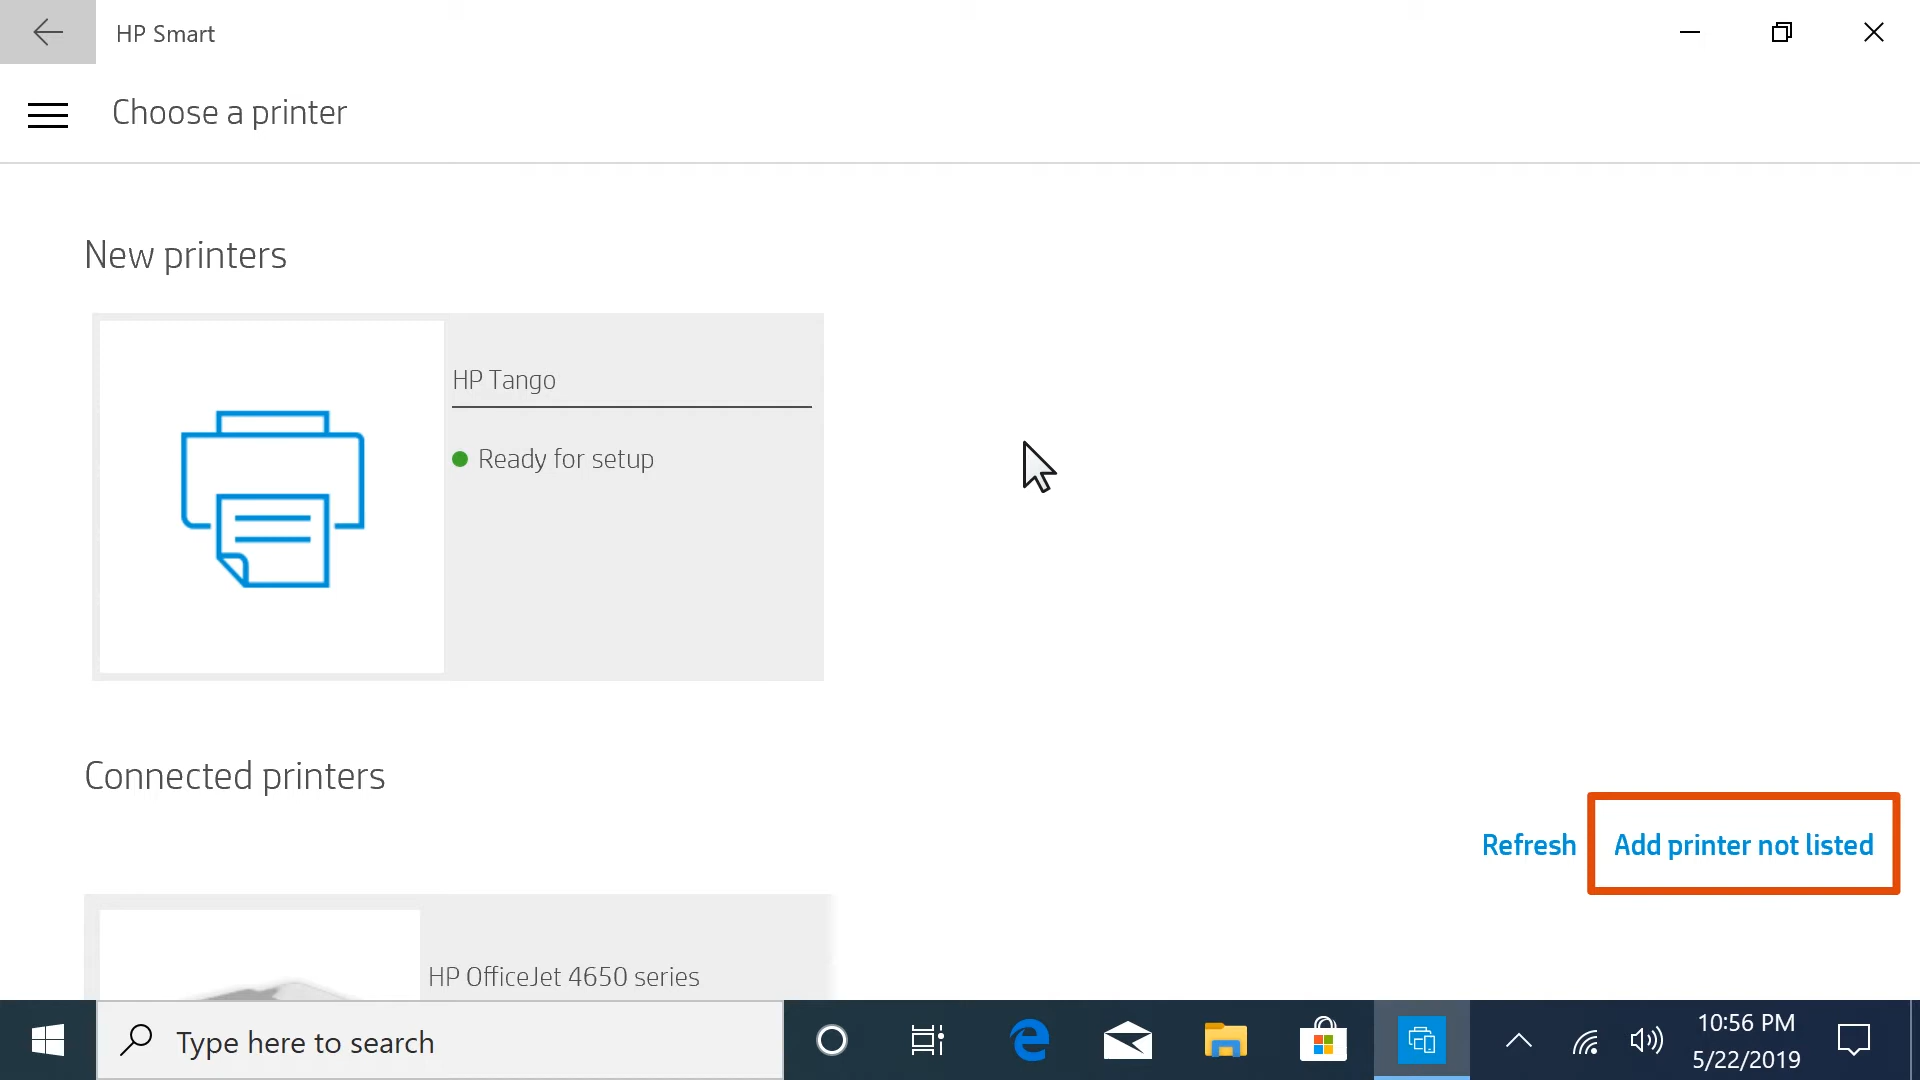 HP Smart
Choose a printer
New printers
HP Tango
Ready for setup
Connected printers
Refresh
Add printer not listed
HP OfficeJet 4650 series
Type here to search
10:56 PM
5/22/2019